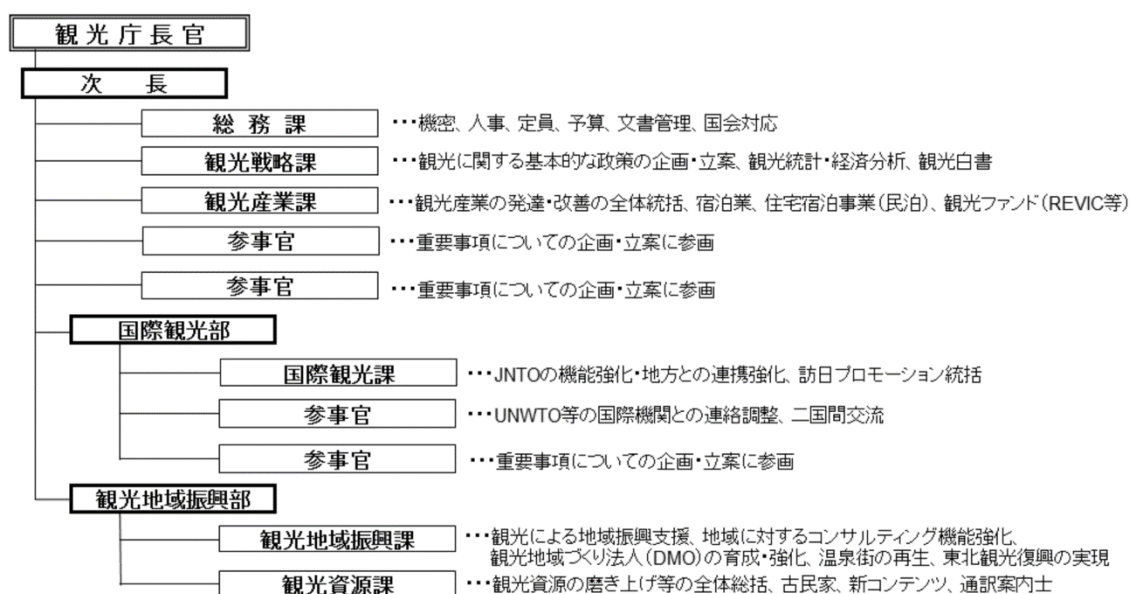 観光庁長官
次　長
総務課 ・・・機密、人事、定員、予算、文書管理、国会対応
観光戦略課 ・・・観光に関する基本的な政策の企画・立案、観光統計・経済分析、観光白書
観光産業課 ・・・観光産業の発達・改善の全体統括、宿泊業、住宅宿泊事業（民泊）、観光ファンド（REVIC等）
参事官 ・・・重要事項についての企画・立案に参画
参事官 ・・・重要事項についての企画・立案に参画
国際観光部
国際観光課 ・・・JNTOの機能強化・地方との連携強化、訪日プロモーション統括
参事官 ・・・UNWTO等の国際機関との連絡調整、二国間交流
参事官 ・・・重要事項についての企画・立案に参画
観光地域振興部
観光地域振興課 ・・・観光による地域振興支援、地域に対するコンサルティング機能強化、
観光地域づくり法人（DMO）の育成・強化、温泉街の再生、東北観光復興の実現
観光資源課 ・・・観光資源の磨き上げ等の全体総括、古民家、新コンテンツ、通訳案内士